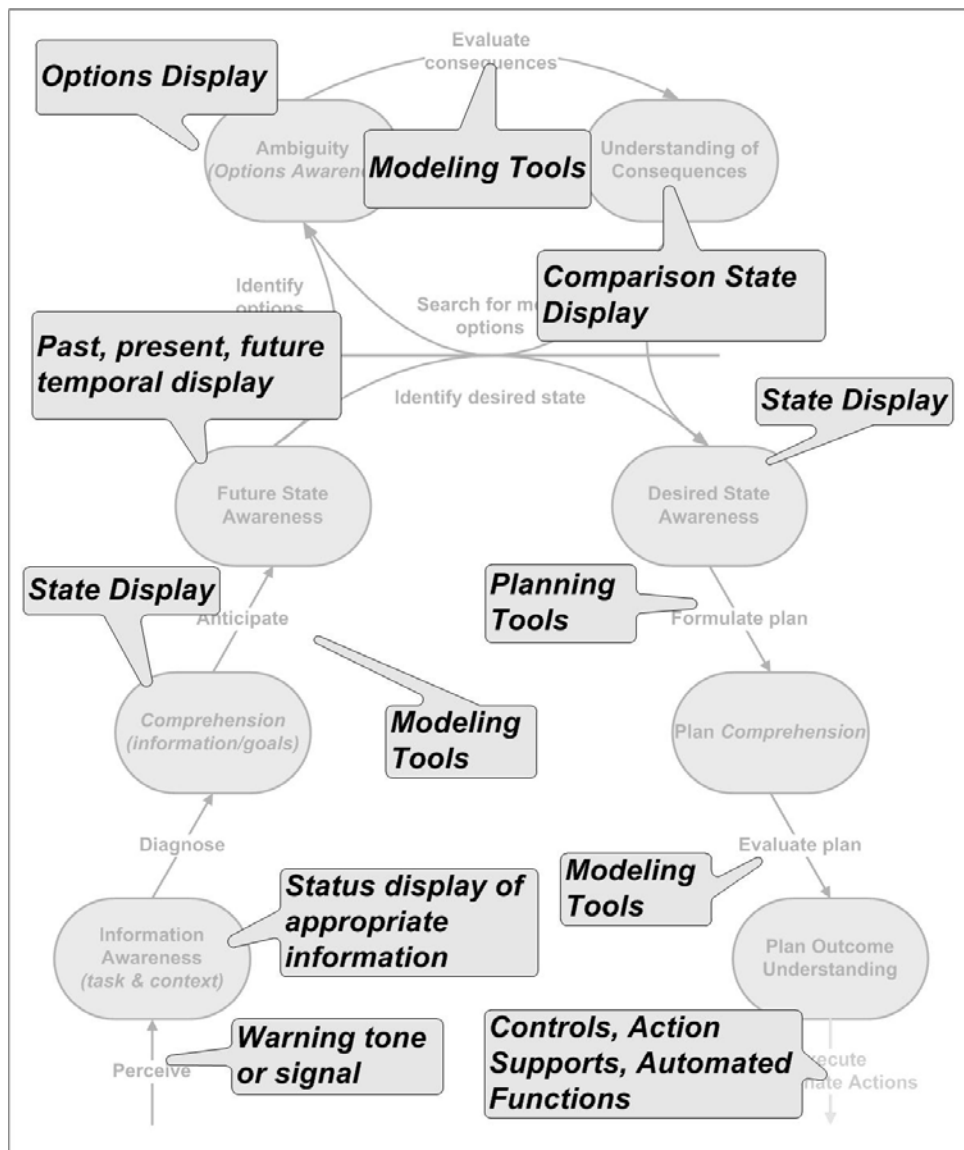 Evaluate
consequences
Options Display
Ambiguity
(Options
Modeling Tools
Understanding of
Consequences
Identify
options
Search for
options
Comparison State
Display
Past, present, future
temporal display
Identify desired state
State Display
Future State
Awareness
Desired State
Awareness
State Display
Anticipate
Planning
Tools
Formulate plan
Comprehension
(information/goals)
Modeling
Tools
Plan Comprehension
Diagnose
Evaluate plan
Modeling
Tools
Information
Awareness
(task & context)
Status display of
appropriate
information
Plan Outcome
Understanding
Perceive
Warning tone
or signal
Controls, Action
Supports, Automated
Functions
Actions